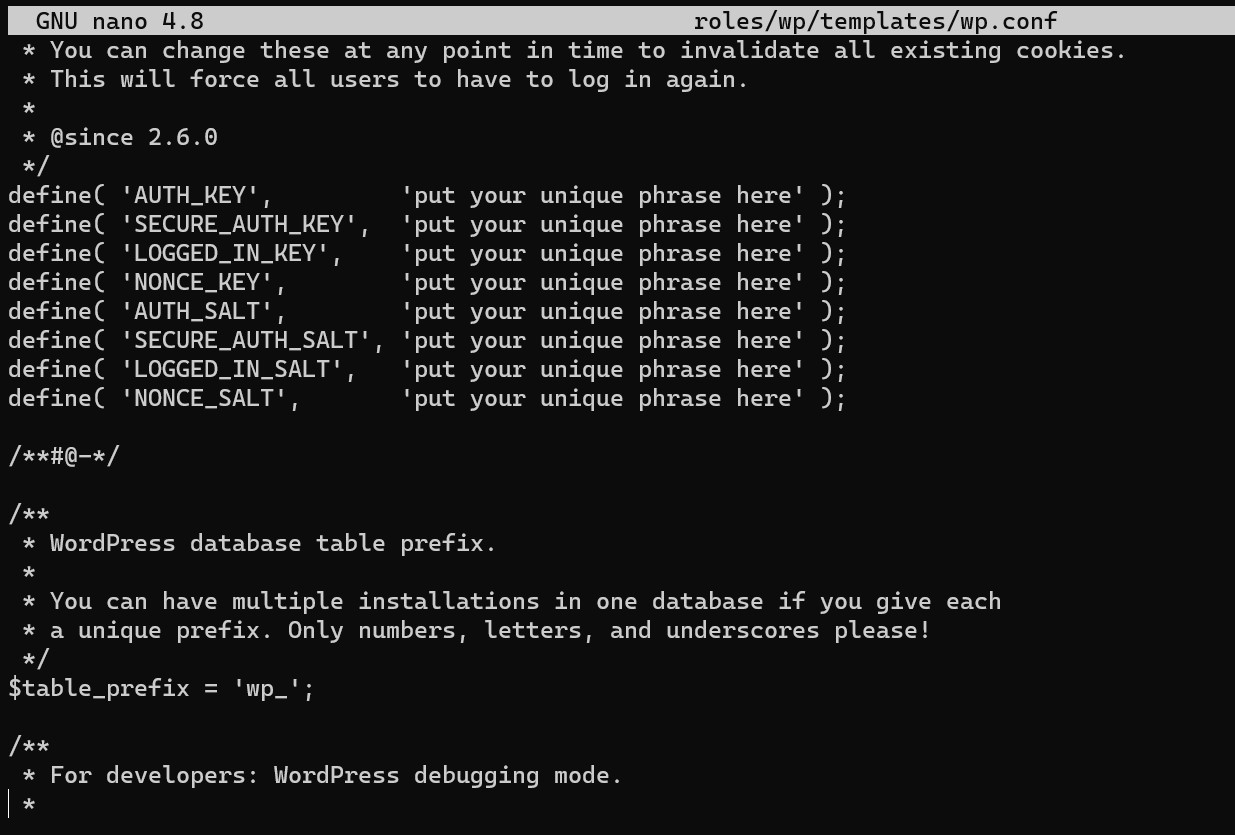 GNU nano 4.8 roles/wp/templates/wp.conf
 * You can change these at any point in time to invalidate all existing cookies.
 * This will force all users to have to log in again.
 *
 * @since 2.6.0
 */
define( 'AUTH_KEY',         'put your unique phrase here' );
define( 'SECURE_AUTH_KEY',  'put your unique phrase here' );
define( 'LOGGED_IN_KEY',    'put your unique phrase here' );
define( 'NONCE_KEY',        'put your unique phrase here' );
define( 'AUTH_SALT',        'put your unique phrase here' );
define( 'SECURE_AUTH_SALT', 'put your unique phrase here' );
define( 'LOGGED_IN_SALT',   'put your unique phrase here' );
define( 'NONCE_SALT',       'put your unique phrase here' );

/**#@-*/

/**
 * WordPress database table prefix.
 *
 * You can have multiple installations in one database if you give each
 * a unique prefix. Only numbers, letters, and underscores please!
 */
$table_prefix = 'wp_';

/**
 * For developers: WordPress debugging mode.
 *